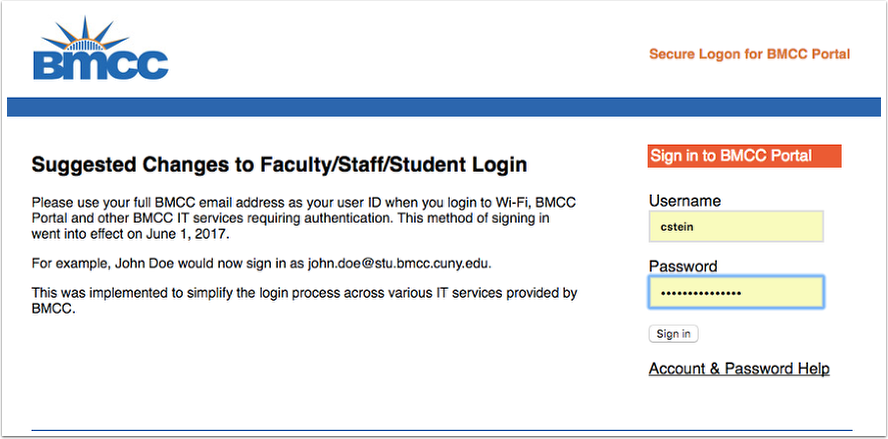 BMCC
Secure Logon for BMCC Portal
Suggested Changes to Faculty/Staff/Student Login
Please use your full BMCC email address as your user ID when you login to Wi-Fi, BMCC
Portal and other BMCC IT services requiring authentication. This method of signing in
went into effect on June 1, 2017.
For example, John Doe would now sign in as john.doe@stu.bmcc.cuny.edu.
This was implemented to simplify the login process across various IT services provided by
BMCC.
Sign in to BMCC Portal
Username
cstein
Password
•••••••••••••••
Sign in
Account & Password Help